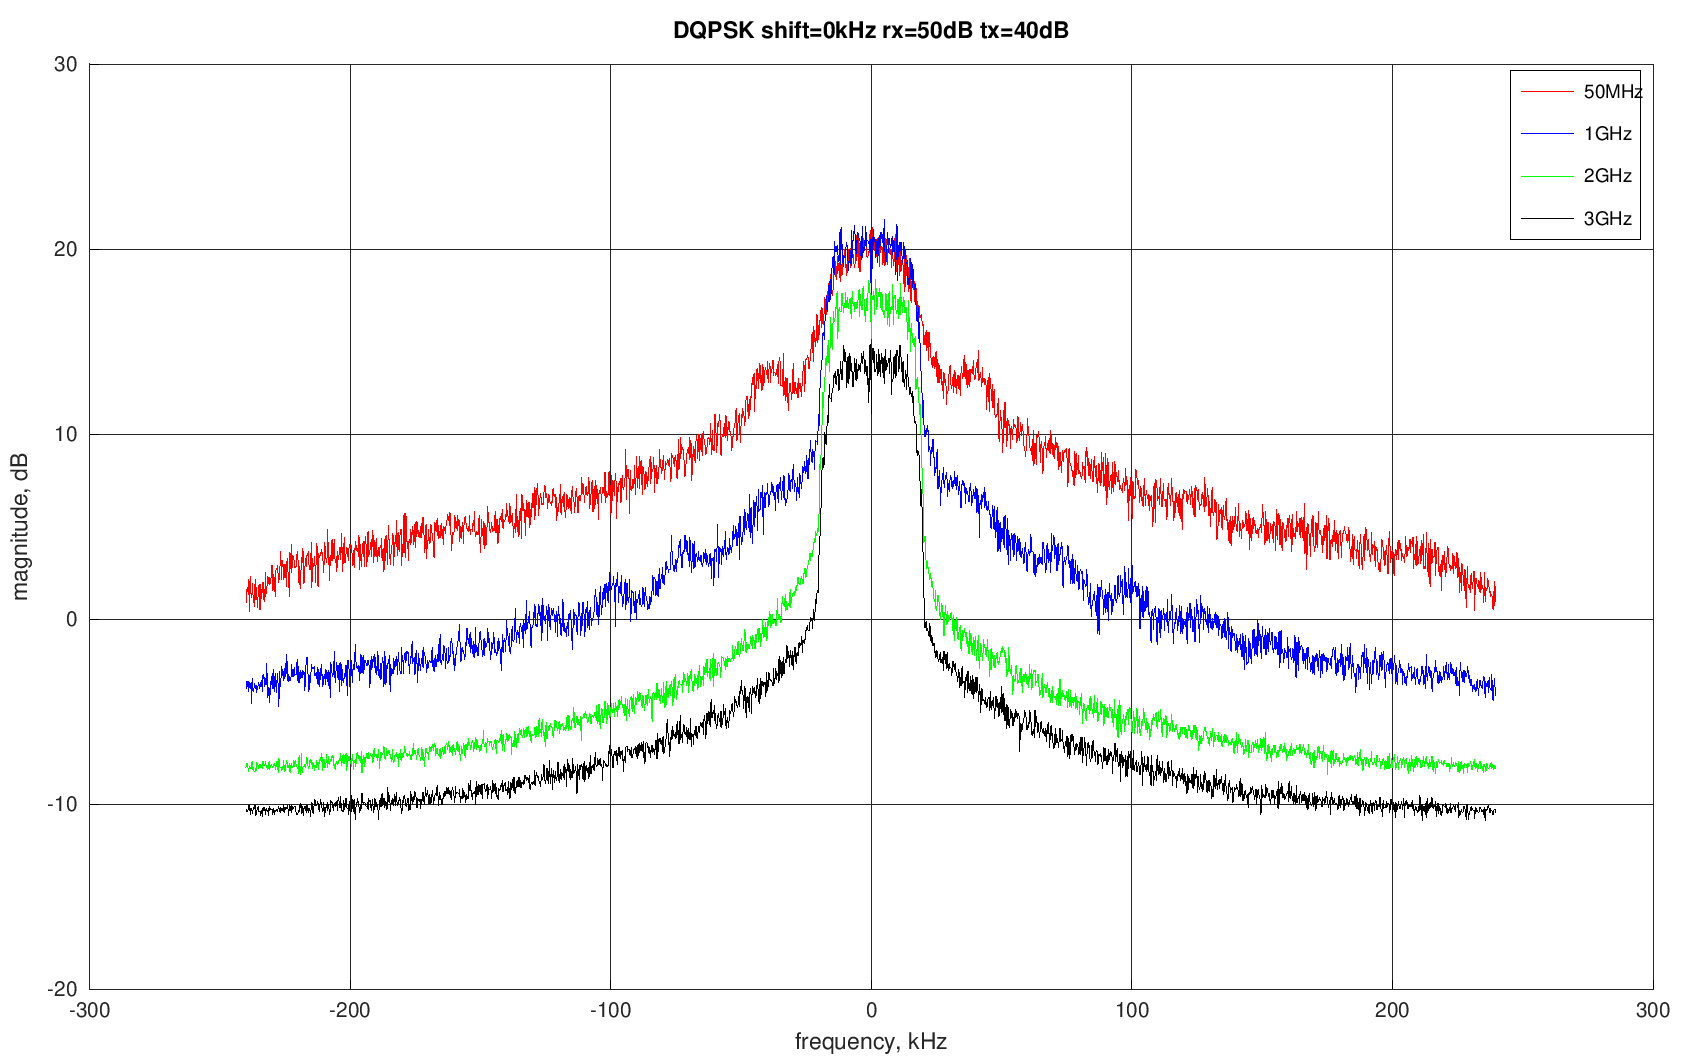 DQPSK shift=0kHz rx=50dB tx=40dB
30
20
10
0
-10
-20
magnitude, dB
50MHz
1GHz
2GHz
3GHz
-300 -200 -100 0 100 200 300
frequency, kHz